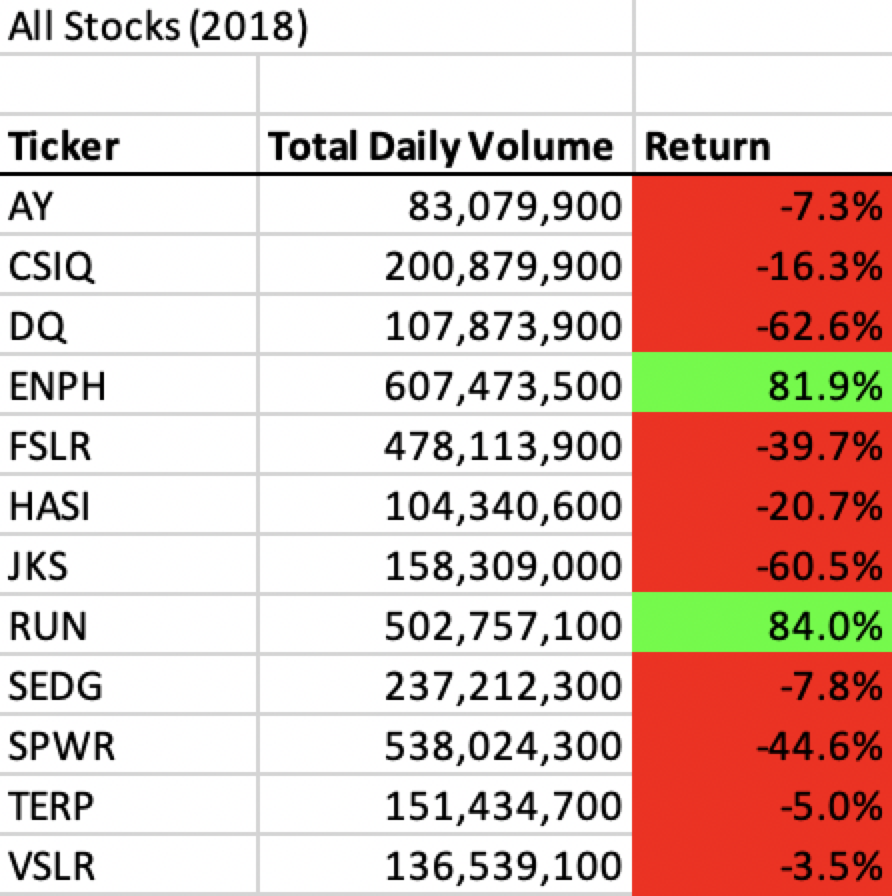 All Stocks (2018)
Ticker Total Daily Volume Return
AY 83,079,900 -7.3%
CSIQ 200,879,900 -16.3%
DQ 107,873,900 -62.6%
ENPH 607,473,500 81.9%
FSLR 478,113,900 -39.7%
HASI 104,340,600 -20.7%
JKS 158,309,000 -60.5%
RUN 502,757,100 84.0%
SEDG 237,212,300 -7.8%
SPWR 538,024,300 -44.6%
TERP 151,434,700 -5.0%
VSLR 136,539,100 -3.5%